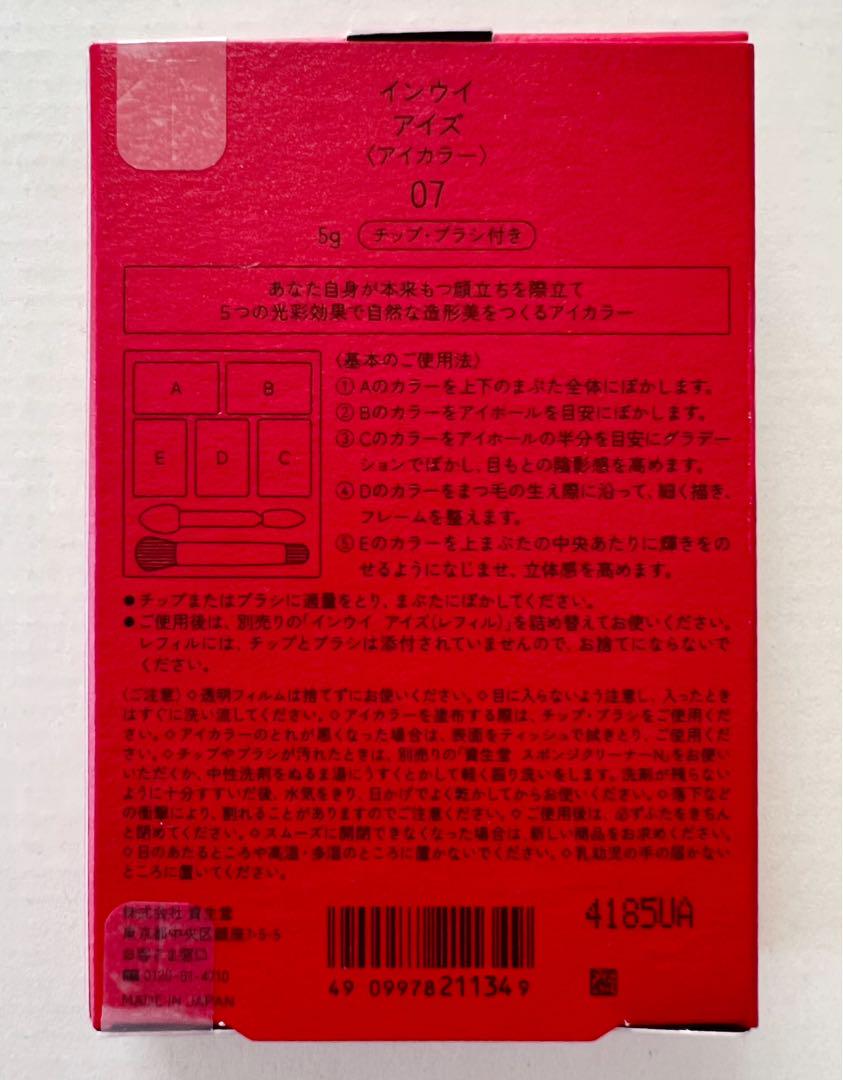 インウイ
アイズ
〈アイカラー〉
07
5g チップ・ブラシ付き
あなた自身が本来もつ顔立ちを際立て
5つの光彩効果で自然な造形美をつくるアイカラー
A B
E D C
〈基本のご使用法〉
① Aのカラーを上下のまぶた全体にぼかします。
② Bのカラーをアイホールを目安にぼかします。
③ Cのカラーをアイホールの半分を目安にグラデー
ションでぼかし、目もとの陰影感を高めます。
④ Dのカラーをまつ毛の生え際に沿って、細く描き、
フレームを整えます。
⑤ Eのカラーを上まぶたの中央あたりに輝きをの
せるようになじませ、立体感を高めます。
●チップまたはブラシに適量をとり、まぶたにぼかしてください。
●ご使用後は、別売りの「インウイ アイズ(レフィル)」を詰め替えてお使いください。
レフィルには、チップとブラシは添付されていませんので、お捨てにならないで
ください。
〈ご注意〉◇透明フィルムは捨てずにお使いください。◇目に入らないよう注意し、入ったとき
はすぐに洗い流してください。◇アイカラーを塗布する際は、チップ・ブラシをご使用くだ
さい。◇アイカラーのとれが悪くなった場合は、表面をティッシュで拭きとり、ご使用くだ
さい。◇チップやブラシが汚れたときは、別売りの「資生堂 スポンジクリーナーN」をお使い
いただくか、中性洗剤をぬるま湯にうすくとかして軽く振り洗いをします。洗剤が残らない
ように十分すすいだ後、水気をきり、日かげでよく乾かしてからお使いください。◇落下など
の衝撃により、割れることがありますのでご注意ください。◇ご使用後は、必ずふたをきちん
と閉めてください。◇スムーズに開閉できなくなった場合は、新しい商品をお求めください。
◇日のあたるところや高温・多湿のところに置かないでください。◇乳幼児の手の届かない
ところに置いてください。
株式会社 資生堂
東京都中央区銀座7-5-5
お客さま窓口
0120-81-4710
MADE IN JAPAN
4 909978 211349
4185UA